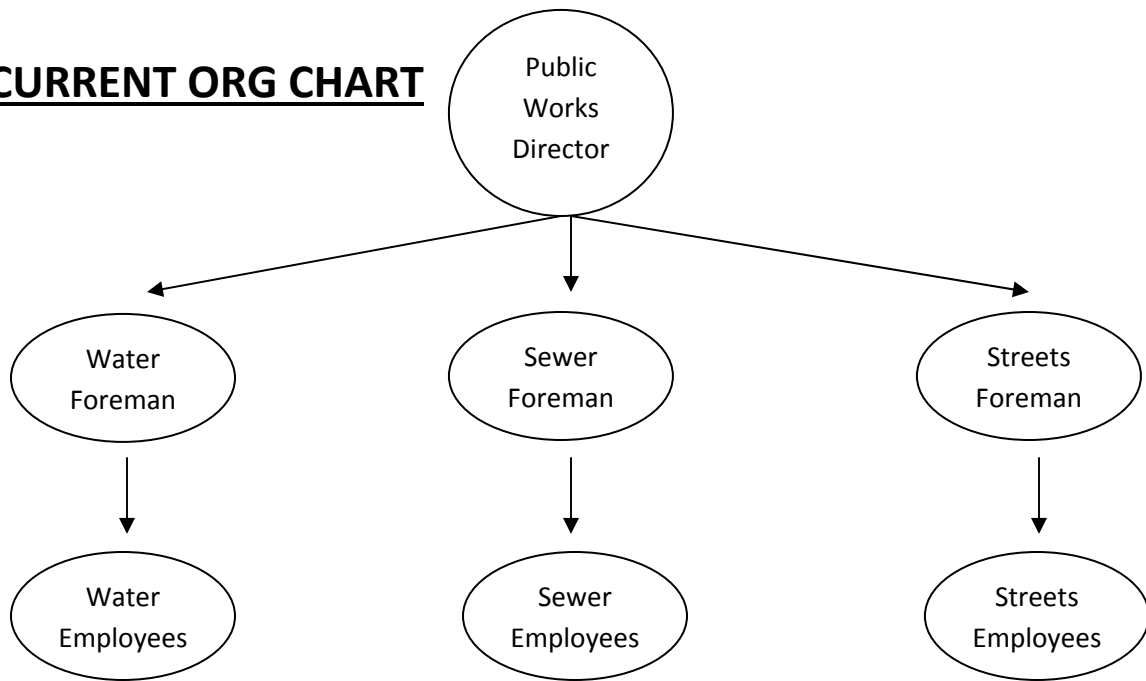 CURRENT ORG CHART
Public
Works
Director
Water
Foreman
Sewer
Foreman
Streets
Foreman
Water
Employees
Sewer
Employees
Streets
Employees